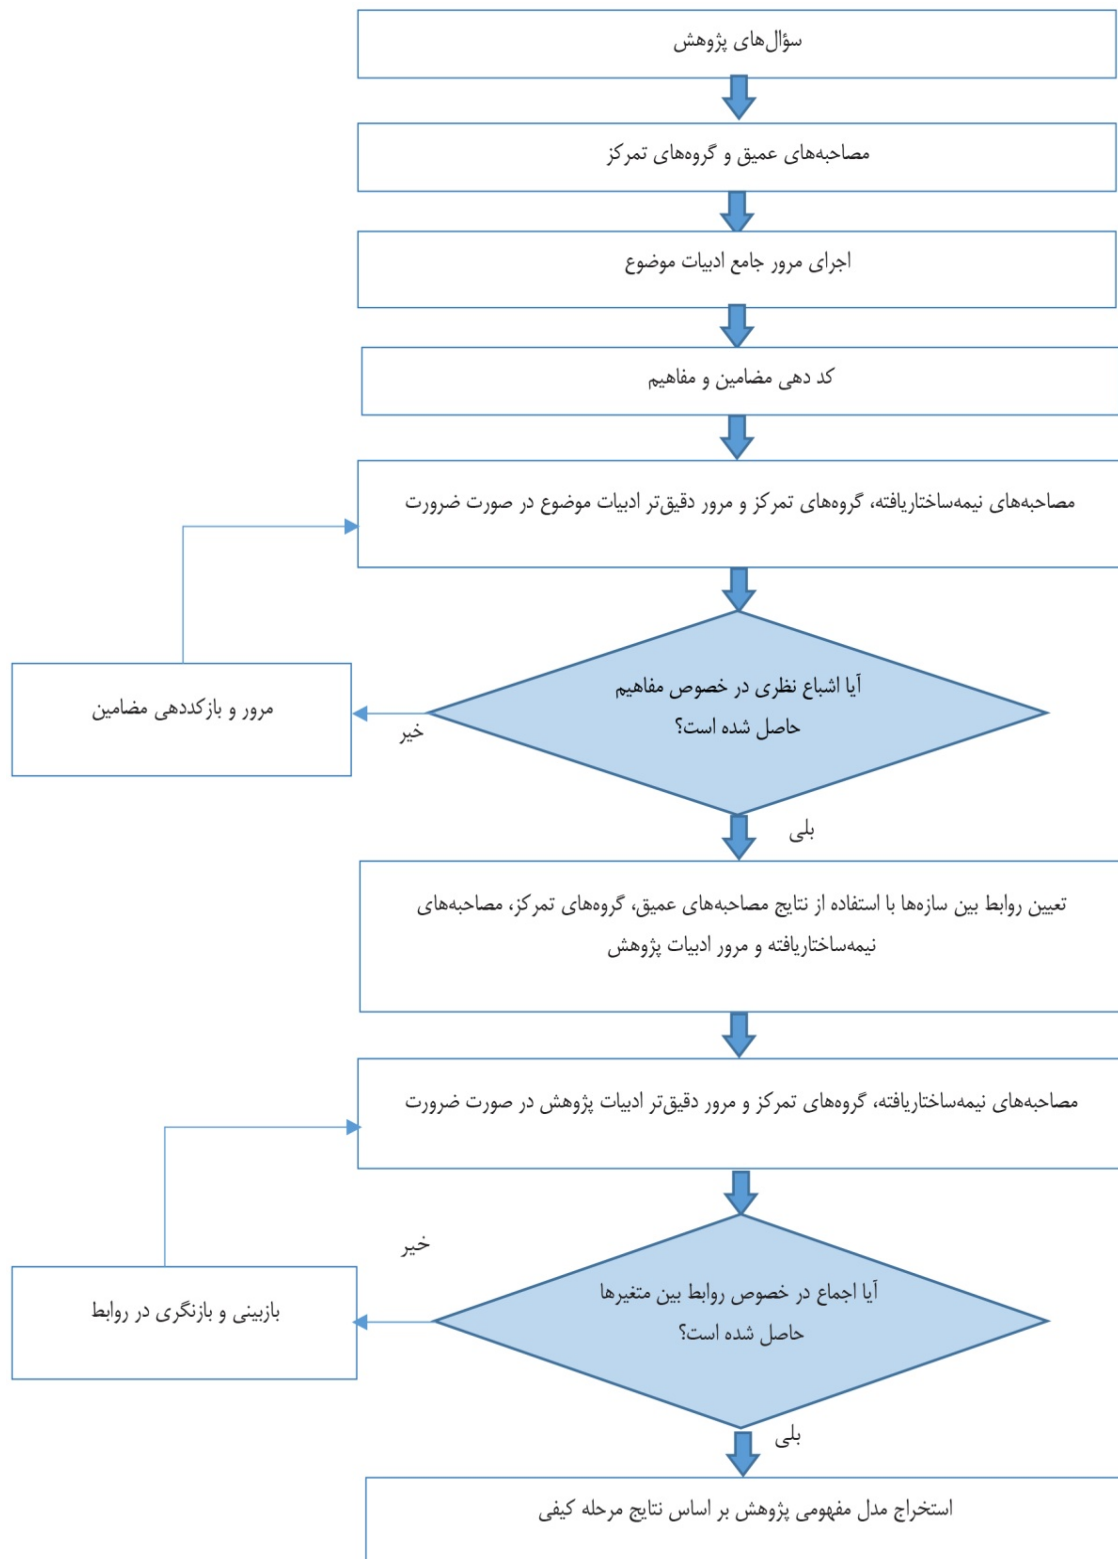 سؤال‌های پژوهش
مصاحبه‌های عمیق و گروه‌های تمرکز
اجرای مرور جامع ادبیات موضوع
کد دهی مضامین و مفاهیم
مصاحبه‌های نیمه‌ساختاریافته، گروه‌های تمرکز و مرور دقیق‌تر ادبیات موضوع در صورت ضرورت
آیا اشباع نظری در خصوص مفاهیم
حاصل شده است؟
خیر
مرور و بازکددهی مضامین
بلی
تعیین روابط بین سازه‌ها با استفاده از نتایج مصاحبه‌های عمیق، گروه‌های تمرکز، مصاحبه‌های
نیمه‌ساختاریافته و مرور ادبیات پژوهش
مصاحبه‌های نیمه‌ساختاریافته، گروه‌های تمرکز و مرور دقیق‌تر ادبیات پژوهش در صورت ضرورت
آیا اجماع در خصوص روابط بین متغیرها
حاصل شده است؟
خیر
بازبینی و بازنگری در روابط
بلی
استخراج مدل مفهومی پژوهش بر اساس نتایج مرحله کیفی